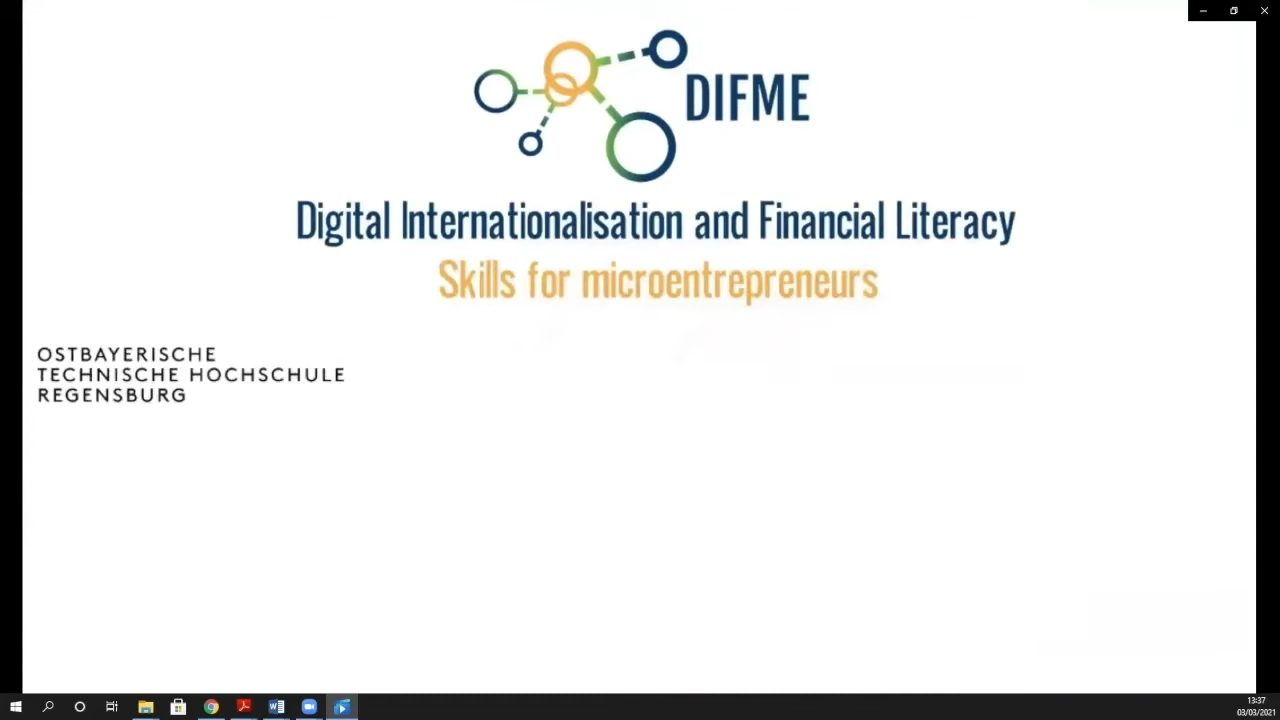 DIFME
Digital Internationalisation and Financial Literacy
Skills for microentrepreneurs
OSTBAYERISCHE
TECHNISCHE HOCHSCHULE
REGENSBURG
13:37
03/03/2021